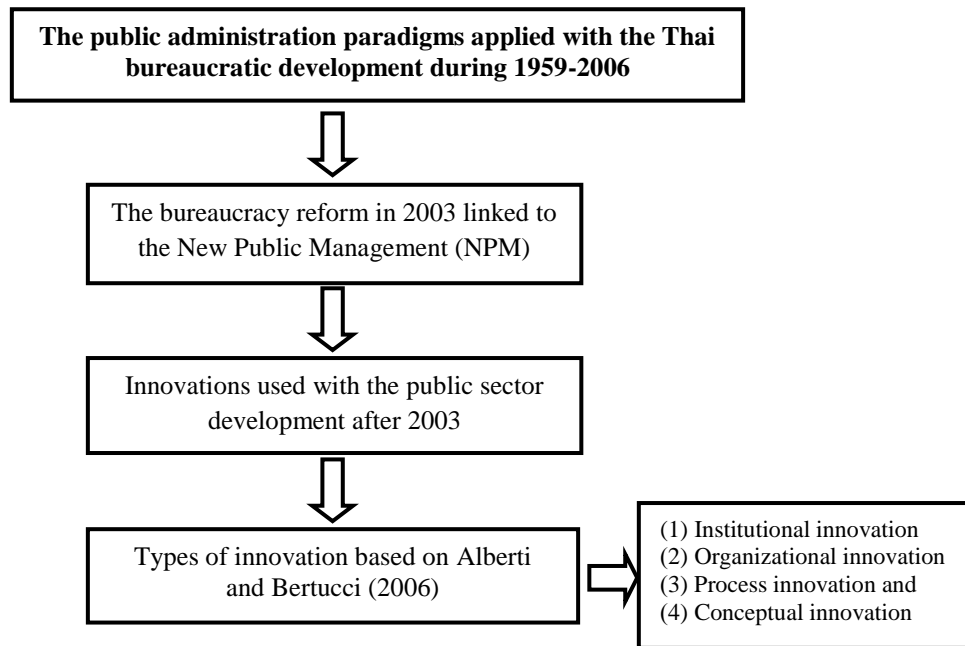 The public administration paradigms applied with the Thai
bureaucratic development during 1959-2006
The bureaucracy reform in 2003 linked to
the New Public Management (NPM)
Innovations used with the public sector
development after 2003
Types of innovation based on Alberti
and Bertucci (2006)
(1) Institutional innovation
(2) Organizational innovation
(3) Process innovation and
(4) Conceptual innovation